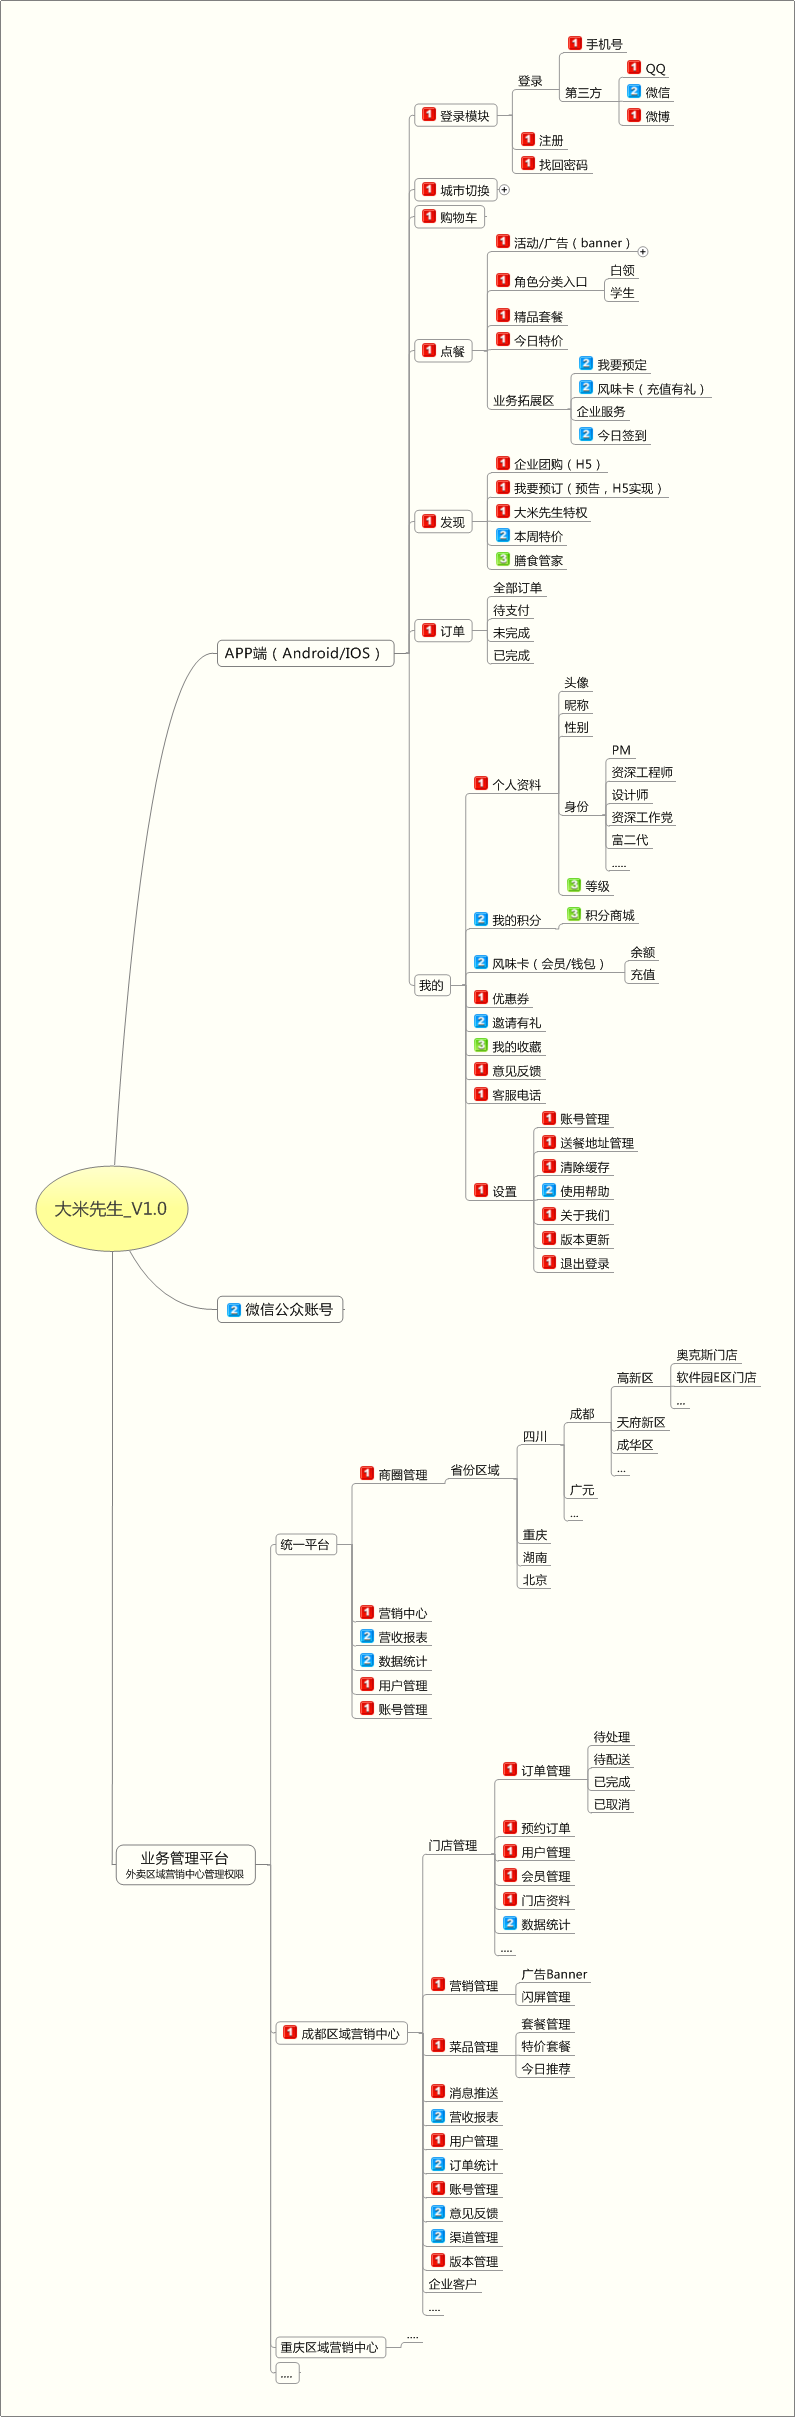 1 手机号
1 QQ
登录
第三方
2 微信
1 微博
1 登录模块
1 注册
1 找回密码
1 城市切换
1 购物车
1 活动/广告（banner）
白领
1 角色分类入口
学生
1 精品套餐
1 今日特价
1 点餐
2 我要预定
2 风味卡（充值有礼）
业务拓展区
企业服务
2 今日签到
1 企业团购（H5）
1 我要预订（预告，H5实现）
1 大米先生特权
1 发现
2 本周特价
3 膳食管家
全部订单
待支付
1 订单
未完成
已完成
APP端（Android/IOS）
头像
昵称
性别
PM
资深工程师
1 个人资料
设计师
身份
资深工作党
富二代
.....
3 等级
2 我的积分
3 积分商城
余额
2 风味卡（会员/钱包）
充值
我的
1 优惠券
2 邀请有礼
3 我的收藏
1 意见反馈
1 客服电话
1 账号管理
1 送餐地址管理
1 清除缓存
1 设置
2 使用帮助
1 关于我们
1 版本更新
1 退出登录
大米先生_V1.0
2 微信公众账号
奥克斯门店
高新区
软件园E区门店
...
成都
天府新区
四川
成华区
...
省份区域
1 商圈管理
广元
...
重庆
统一平台
湖南
北京
1 营销中心
2 营收报表
2 数据统计
1 用户管理
1 账号管理
待处理
待配送
1 订单管理
已完成
已取消
1 预约订单
门店管理
1 用户管理
业务管理平台
外卖区域营销中心管理权限
1 会员管理
1 门店资料
2 数据统计
....
广告Banner
1 营销管理
闪屏管理
1 成都区域营销中心
套餐管理
1 菜品管理
特价套餐
今日推荐
1 消息推送
2 营收报表
1 用户管理
2 订单统计
1 账号管理
2 意见反馈
2 渠道管理
1 版本管理
企业客户
....
重庆区域营销中心
....
....